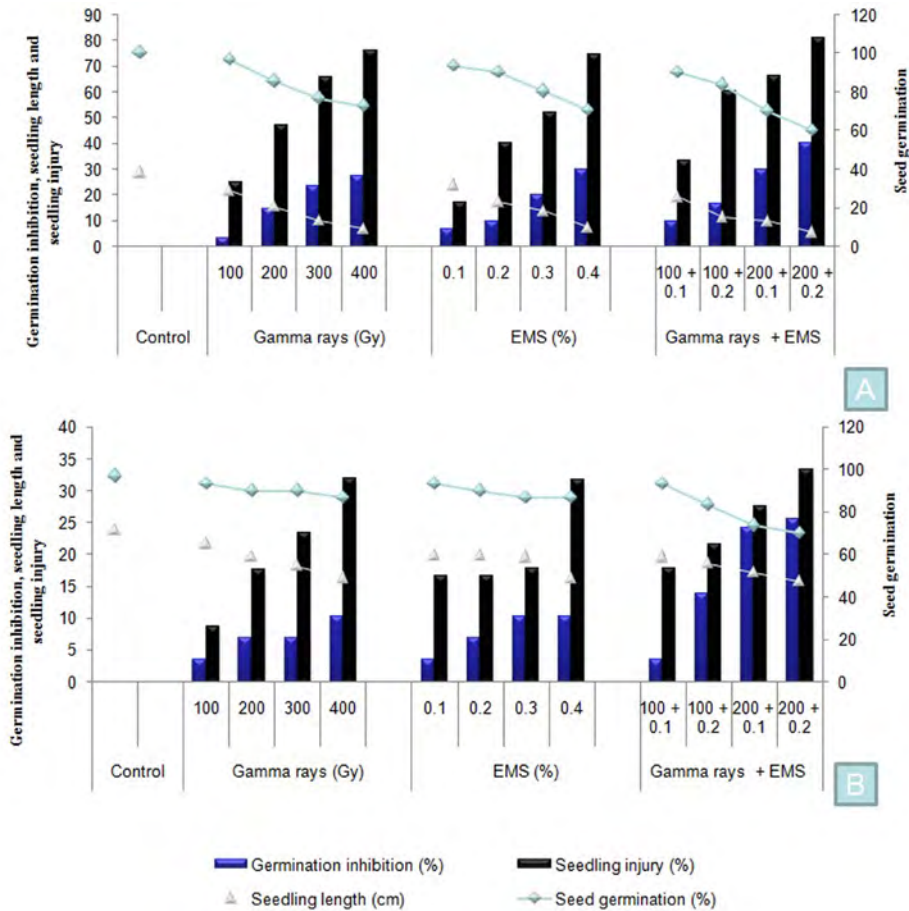 Germination inhibition, seedling length and
seedling injury
90
80
70
60
50
40
30
20
10
0
120
100
80
60
40
20
0
Seed germination
100 200 300 400
0.1 0.2 0.3 0.4
100 + 0.1
100 + 0.2
200 + 0.1
200 + 0.2
Control Gamma rays (Gy) EMS (%) Gamma rays + EMS
A
Germination inhibition, seedling length and
seedling injury
40
35
30
25
20
15
10
5
0
120
100
80
60
40
20
0
Seed germination
100 200 300 400
0.1 0.2 0.3 0.4
100 + 0.1
100 + 0.2
200 + 0.1
200 + 0.2
Control Gamma rays (Gy) EMS (%) Gamma rays + EMS
B
Germination inhibition (%) Seedling injury (%)
Seedling length (cm) Seed germination (%)